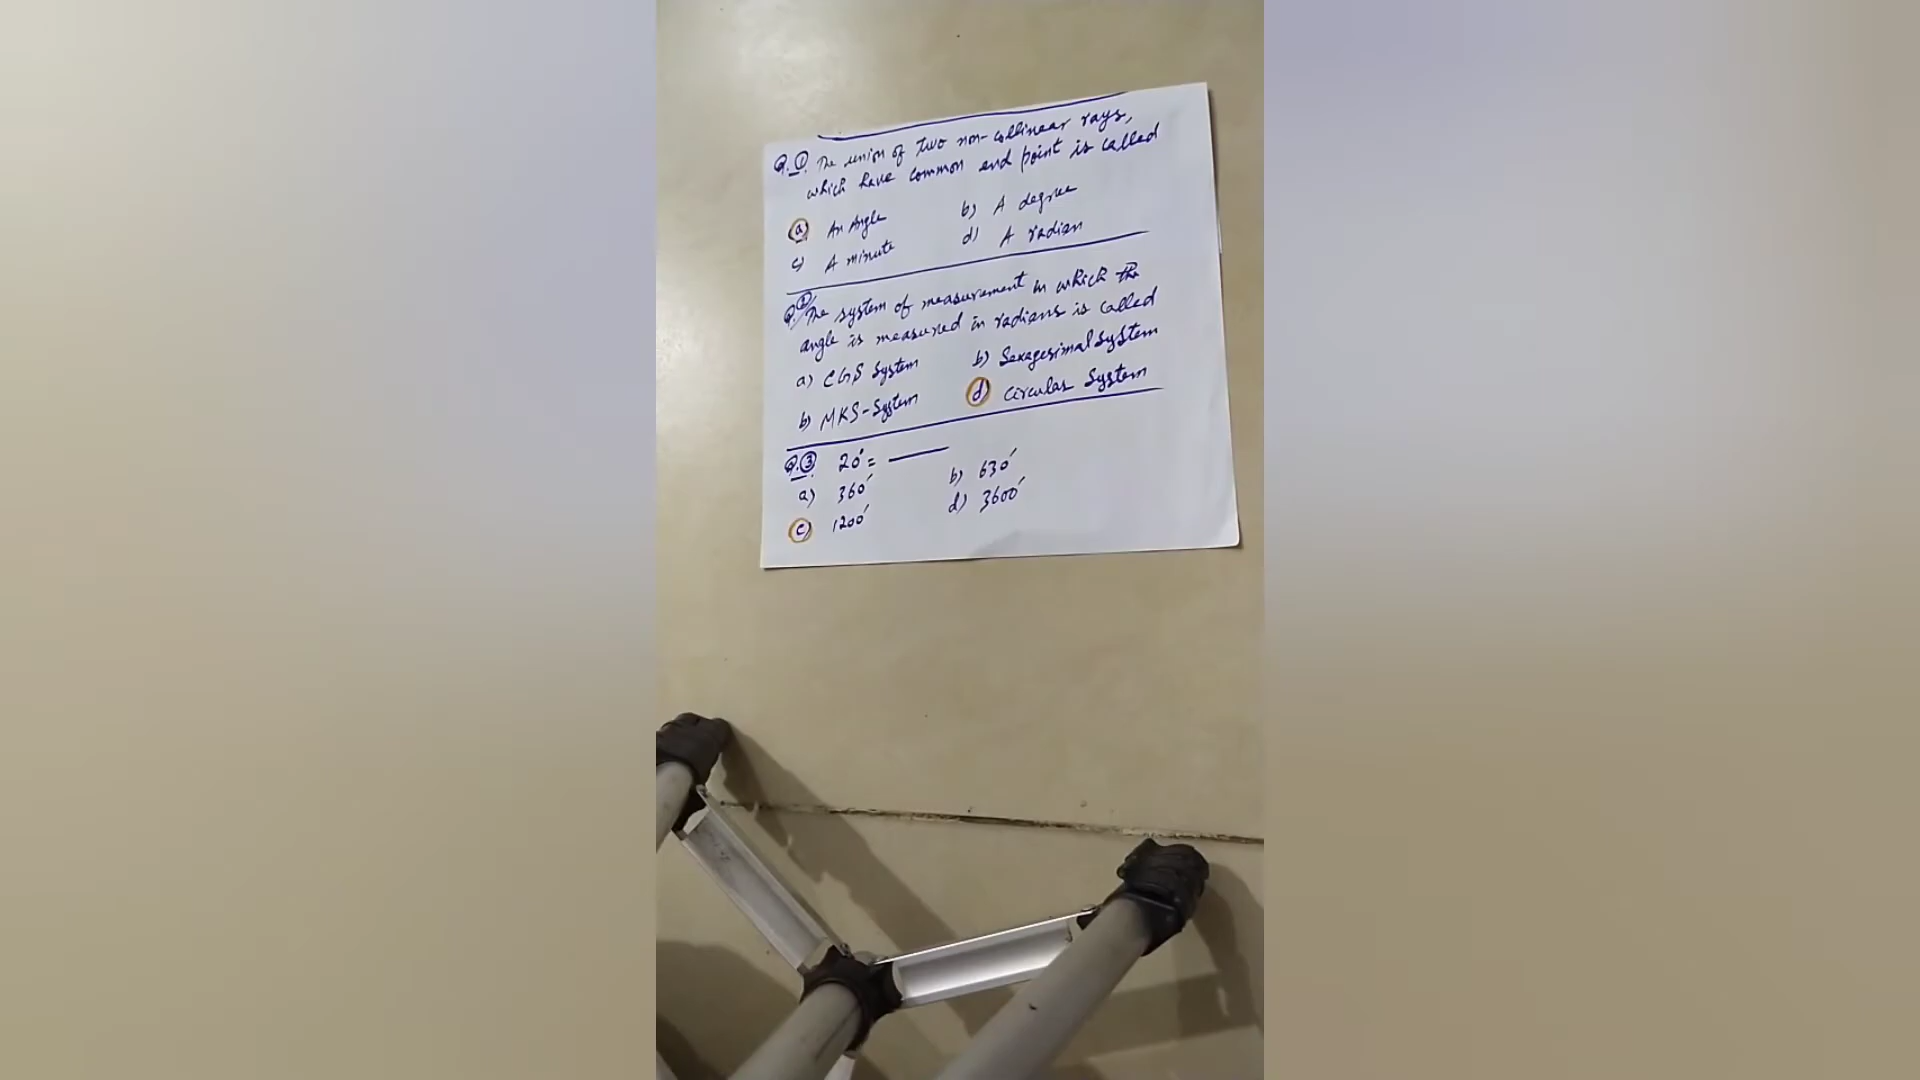 Q.① The union of two non-collinear rays,
which have common end point is called
a) An Angle b) A degree
c) A minute d) A radian
Q.② The system of measurement in which the
angle is measured in radians is called
a) CGS System b) Sexagesimal System
b) MKS-System d) Circular System
Q.③ 20° = ———
a) 360′ b) 630′
c) 1200′ d) 3600′